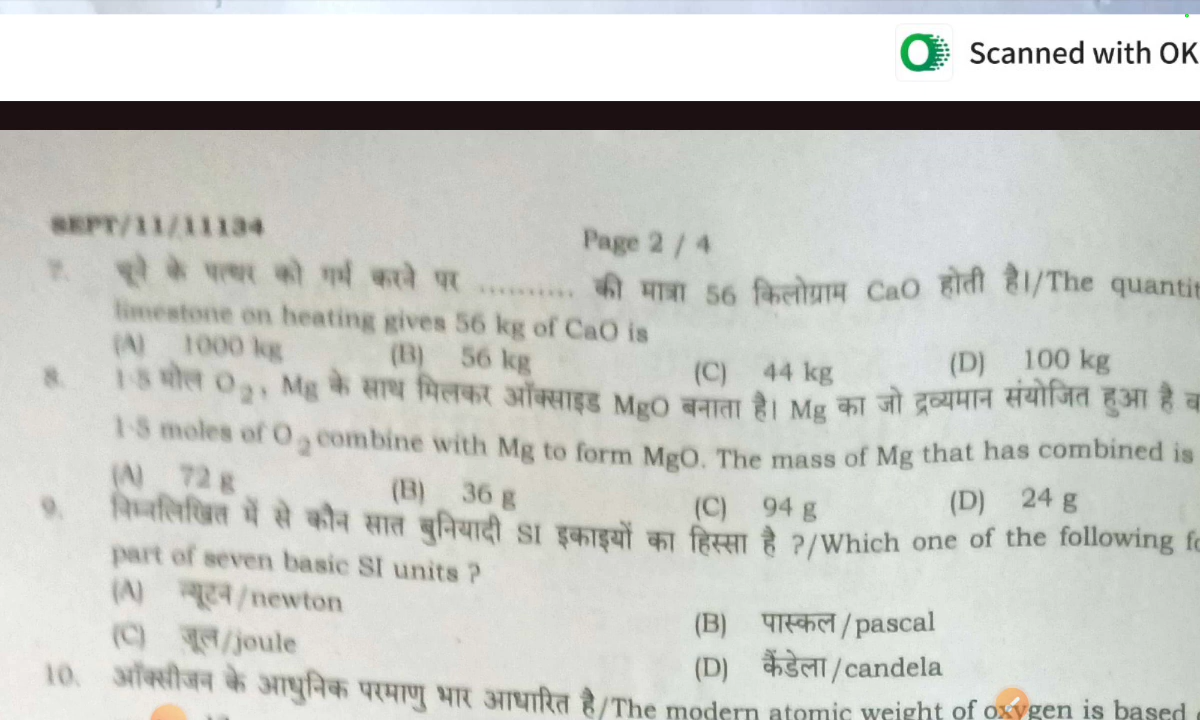 Scanned with OK
SEPT/11/11134
Page 2 / 4
7. चूने के पत्थर को गर्म करने पर .......... की मात्रा 56 किलोग्राम CaO होती है।/The quantit
limestone on heating gives 56 kg of CaO is
(A) 1000 kg (B) 56 kg (C) 44 kg (D) 100 kg
8. 1·5 मोल O₂, Mg के साथ मिलकर ऑक्साइड MgO बनाता है। Mg का जो द्रव्यमान संयोजित हुआ है व
1·5 moles of O₂ combine with Mg to form MgO. The mass of Mg that has combined is
(A) 72 g (B) 36 g (C) 94 g (D) 24 g
9. निम्नलिखित में से कौन सात बुनियादी SI इकाइयों का हिस्सा है ?/Which one of the following fo
part of seven basic SI units ?
(A) न्यूटन/newton (B) पास्कल/pascal
(C) जूल/joule (D) कैंडेला/candela
10. ऑक्सीजन के आधुनिक परमाणु भार आधारित है/The modern atomic weight of oxygen is based